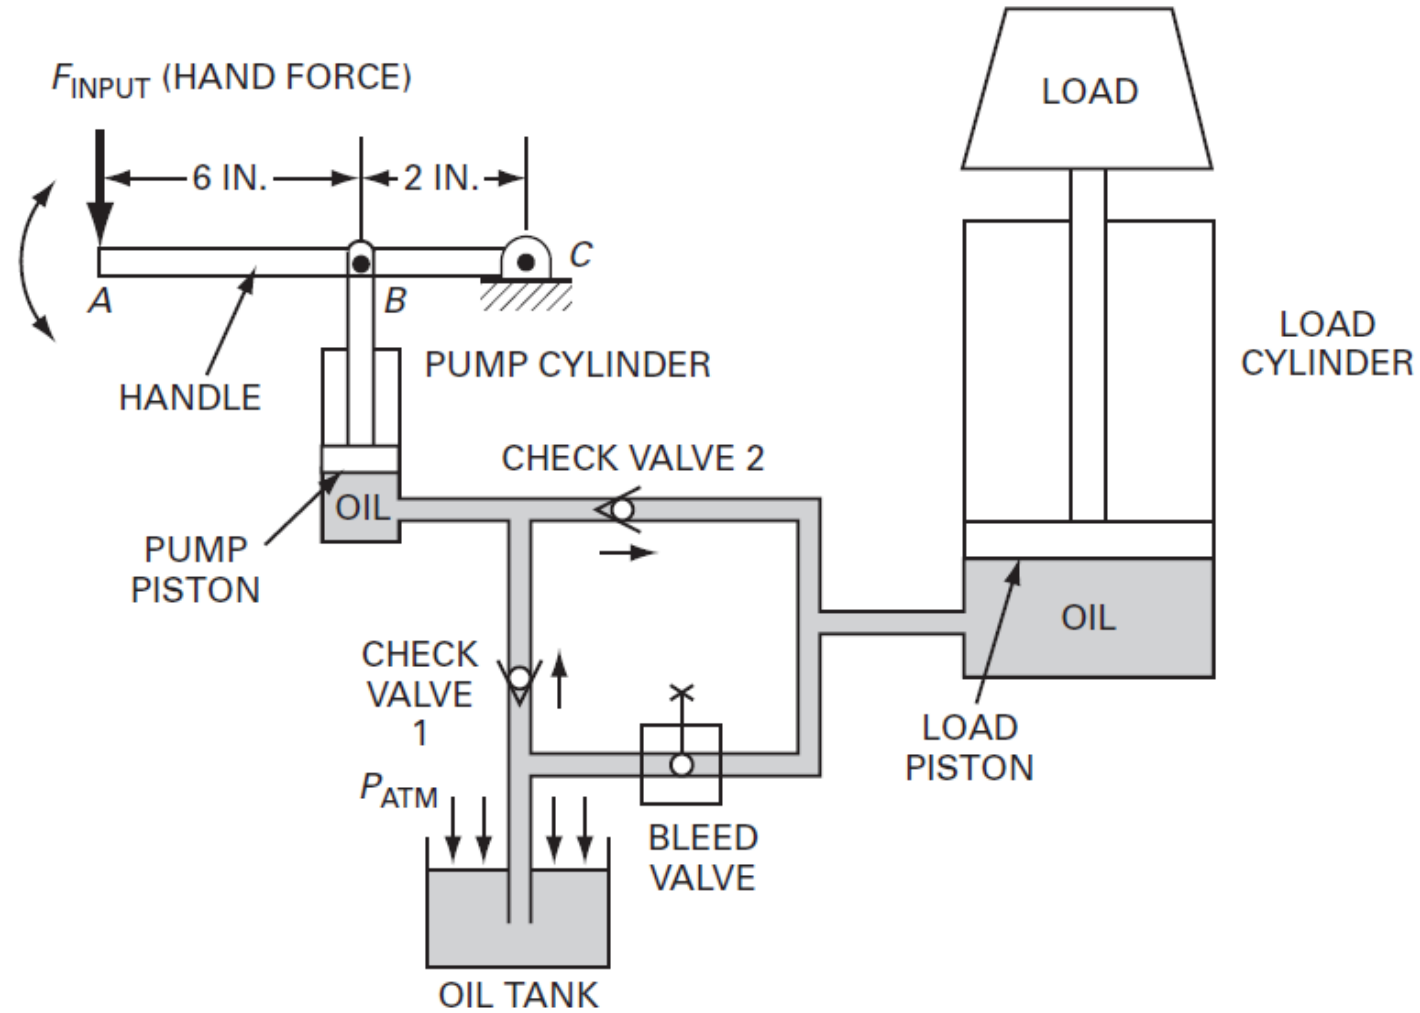 LOAD
FINPUT (HAND FORCE)
6 IN.
2 IN.
C
A
B
LOAD
CYLINDER
PUMP CYLINDER
HANDLE
CHECK VALVE 2
OIL
PUMP
PISTON
OIL
CHECK
VALVE
1
LOAD
PISTON
PATM
BLEED
VALVE
OIL TANK